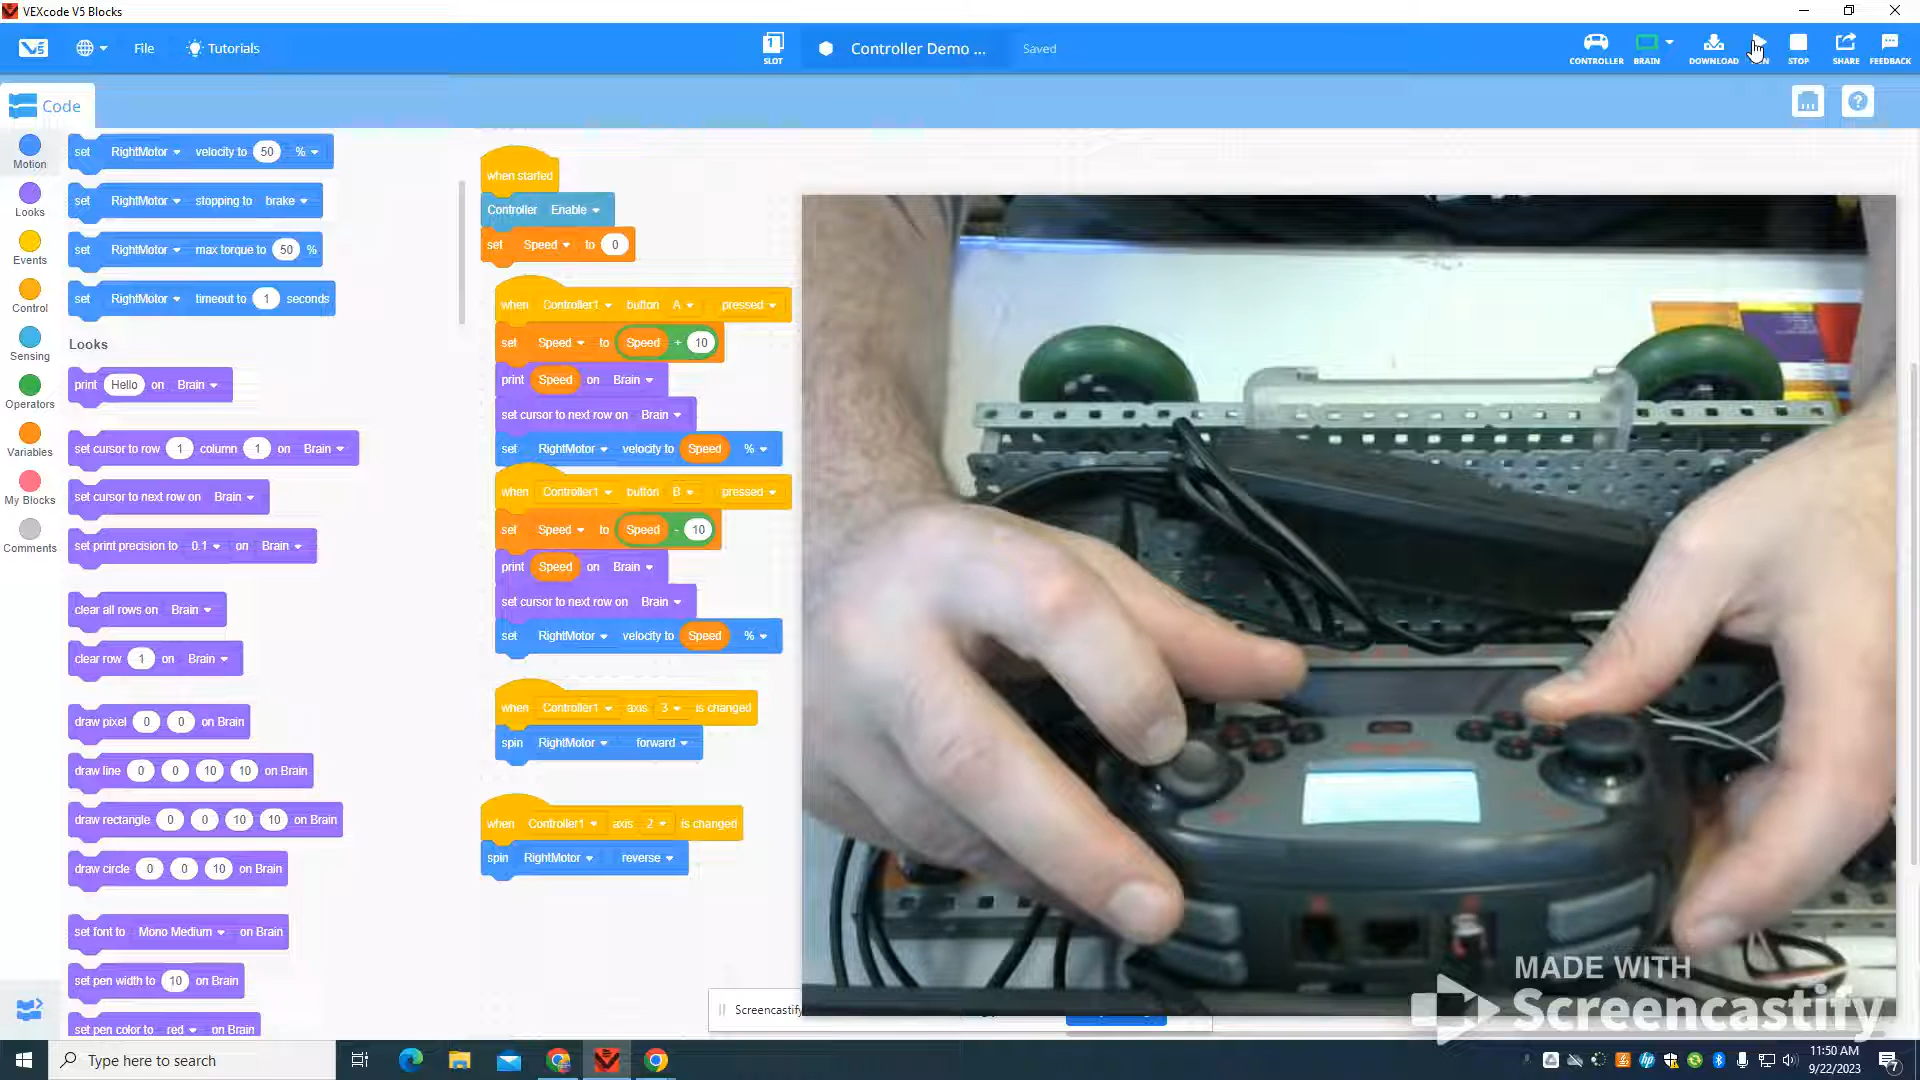 VEXcode V5 Blocks
File Tutorials
1
SLOT
Controller Demo ... Saved
CONTROLLER BRAIN DOWNLOAD STOP SHARE FEEDBACK
Code
Motion
Looks
Events
Control
Sensing
Operators
Variables
My Blocks
Comments
set RightMotor velocity to 50 %
set RightMotor stopping to brake
set RightMotor max torque to 50 %
set RightMotor timeout to 1 seconds
Looks
print Hello on Brain
set cursor to row 1 column 1 on Brain
set cursor to next row on Brain
set print precision to 0.1 on Brain
clear all rows on Brain
clear row 1 on Brain
draw pixel 0 0 on Brain
draw line 0 0 10 10 on Brain
draw rectangle 0 0 10 10 on Brain
draw circle 0 0 10 on Brain
set font to Mono Medium on Brain
set pen width to 10 on Brain
set pen color to red on Brain
when started
Controller Enable
set Speed to 0
when Controller1 button A pressed
set Speed to Speed + 10
print Speed on Brain
set cursor to next row on Brain
set RightMotor velocity to Speed %
when Controller1 button B pressed
set Speed to Speed - 10
print Speed on Brain
set cursor to next row on Brain
set RightMotor velocity to Speed %
when Controller1 axis 3 is changed
spin RightMotor forward
when Controller1 axis 2 is changed
spin RightMotor reverse
Screencastify
MADE WITH
Screencastify
Type here to search
11:50 AM
9/22/2023
7